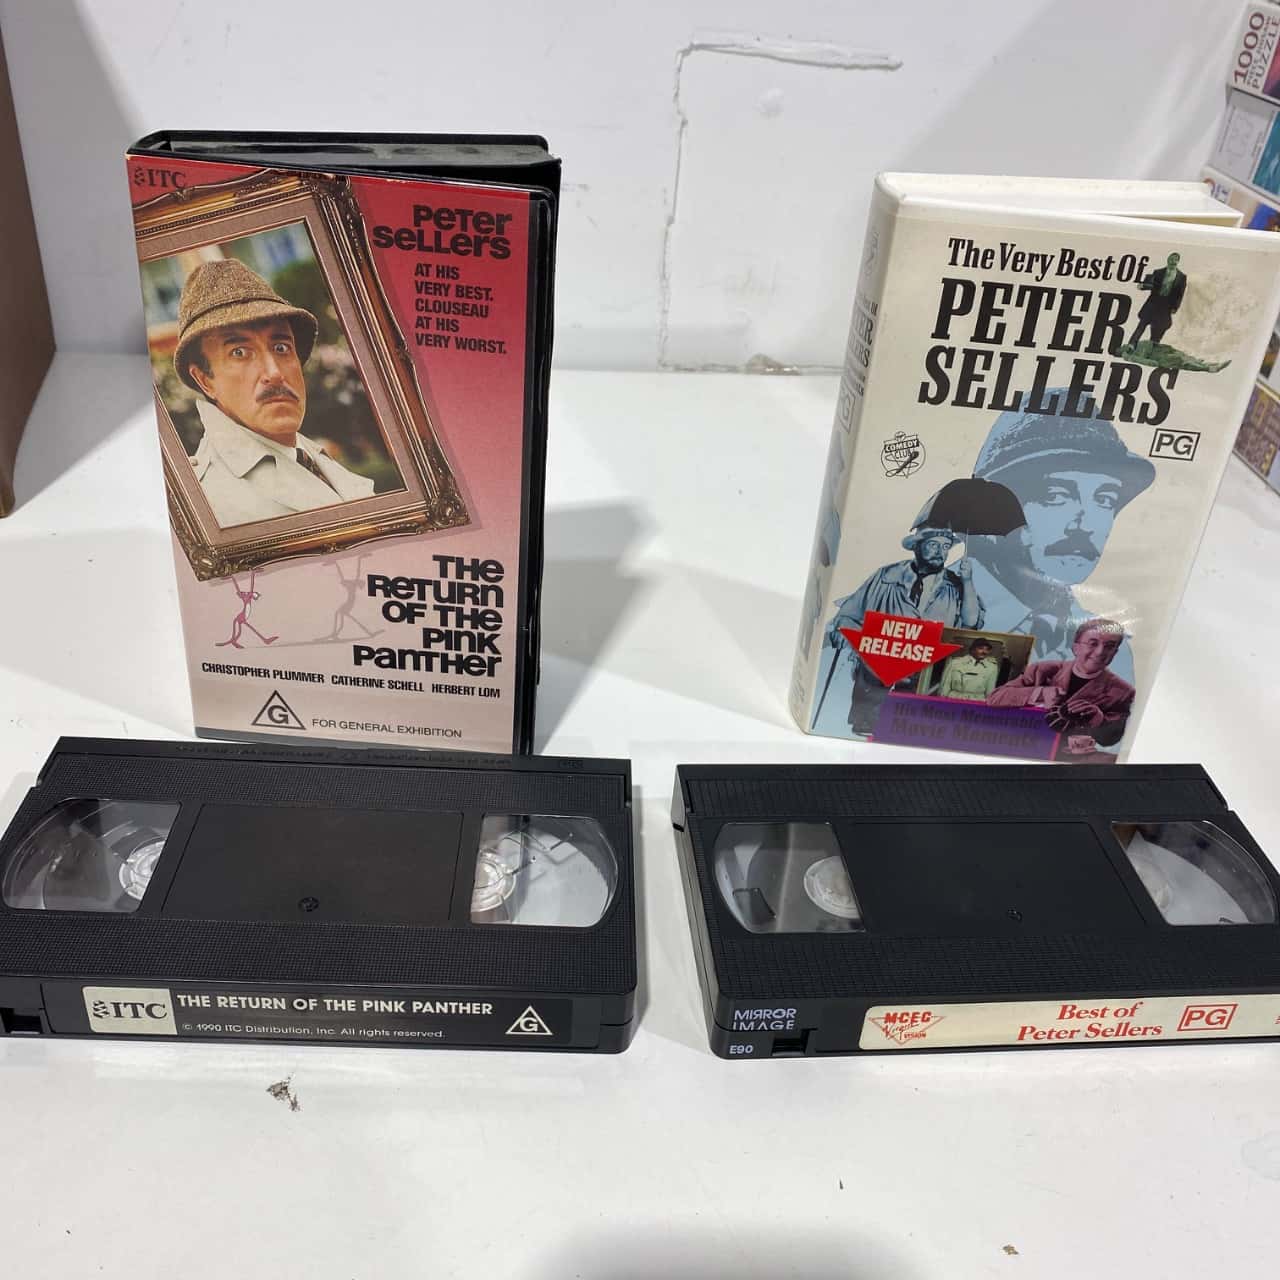 ITC
PETER
SELLERS
AT HIS
VERY BEST.
CLOUSEAU
AT HIS
VERY WORST.
THE
RETURN
OF THE
PINK
PANTHER
CHRISTOPHER PLUMMER CATHERINE SCHELL HERBERT LOM
G FOR GENERAL EXHIBITION
The Very Best Of
PETER
SELLERS
PG
COMEDY
CLUB
NEW
RELEASE
His Most Memorable
Movie Moments
1000
PIECE
PUZZLE
ITC THE RETURN OF THE PINK PANTHER
© 1990 ITC Distribution, Inc. All rights reserved.
G
MIRROR
IMAGE
E90
MCEG
Virgin
VISION
Best of
Peter Sellers
PG